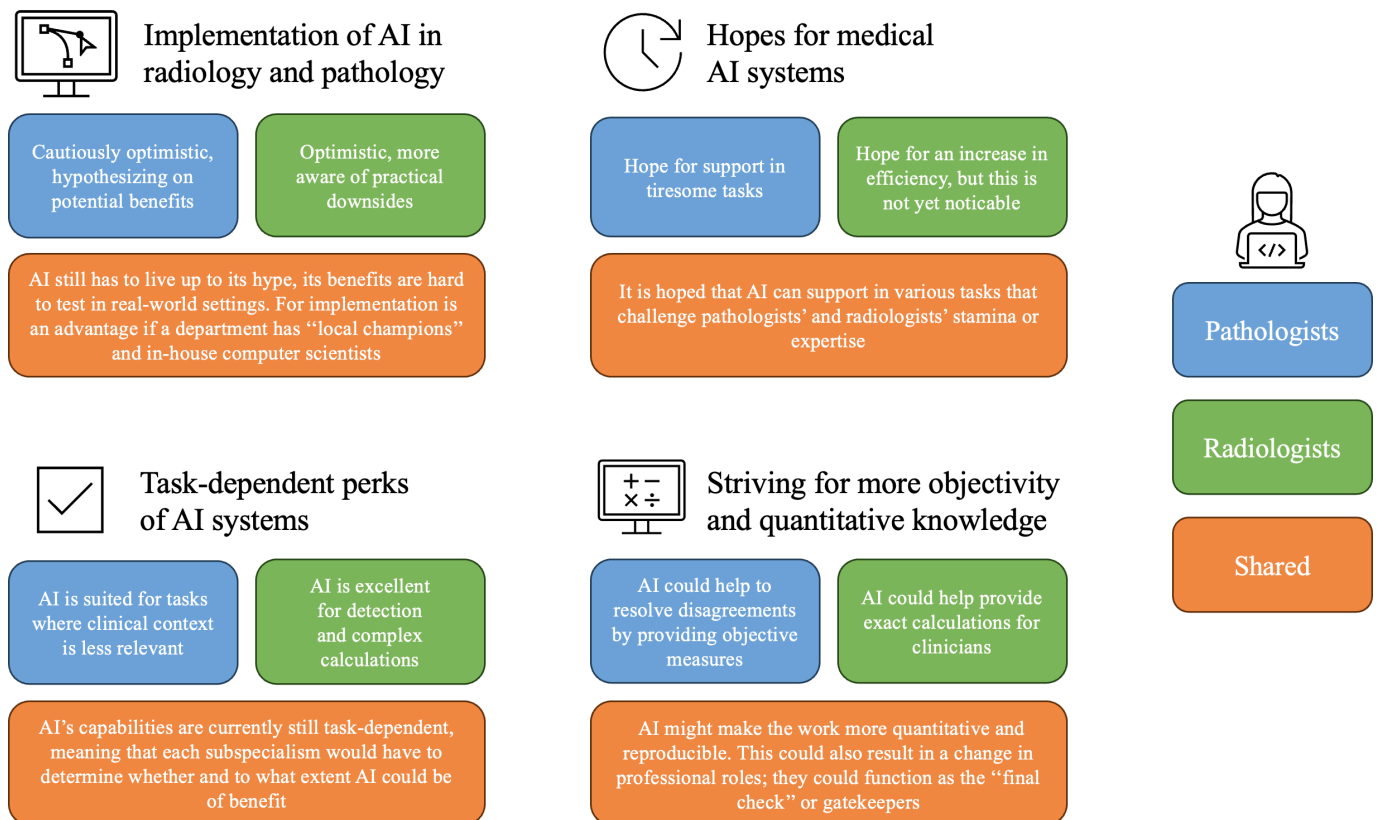 Implementation of AI in
radiology and pathology
Cautiously optimistic,
hypothesizing on
potential benefits
Optimistic, more
aware of practical
downsides
AI still has to live up to its hype, its benefits are hard
to test in real-world settings. For implementation is
an advantage if a department has “local champions”
and in-house computer scientists
Hopes for medical
AI systems
Hope for support in
tiresome tasks
Hope for an increase in
efficiency, but this is
not yet noticable
It is hoped that AI can support in various tasks that
challenge pathologists’ and radiologists’ stamina or
expertise
Task-dependent perks
of AI systems
AI is suited for tasks
where clinical context
is less relevant
AI is excellent
for detection
and complex
calculations
AI’s capabilities are currently still task-dependent,
meaning that each subspecialism would have to
determine whether and to what extent AI could be
of benefit
Striving for more objectivity
and quantitative knowledge
AI could help to
resolve disagreements
by providing objective
measures
AI could help provide
exact calculations for
clinicians
AI might make the work more quantitative and
reproducible. This could also result in a change in
professional roles; they could function as the “final
check” or gatekeepers
</>
Pathologists
Radiologists
Shared